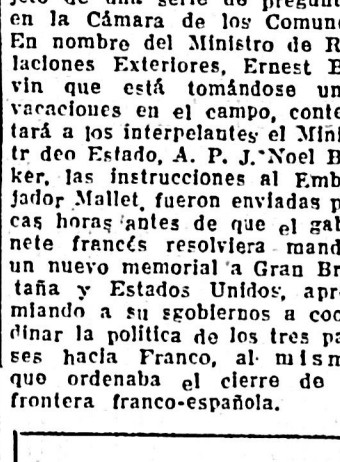 jeto de una serie de pregunt
en la Cámara de los Comun
En nombre del Ministro de R
laciones Exteriores, Ernest B
vin que está tomándose un
vacaciones en el campo, conte
tará a los interpelantes el Mini
tr deo Estado, A. P. J. Noel B
ker, las instrucciones al Emb
jador Mallet, fueron enviadas p
cas horas antes de que el gab
nete francés resolviera mand
un nuevo memorial a Gran Br
taña y Estados Unidos, apr
miando a su sgobiernos a coo
dinar la politica de los tres pa
ses hacia Franco, al mism
que ordenaba el cierre de
frontera franco-española.